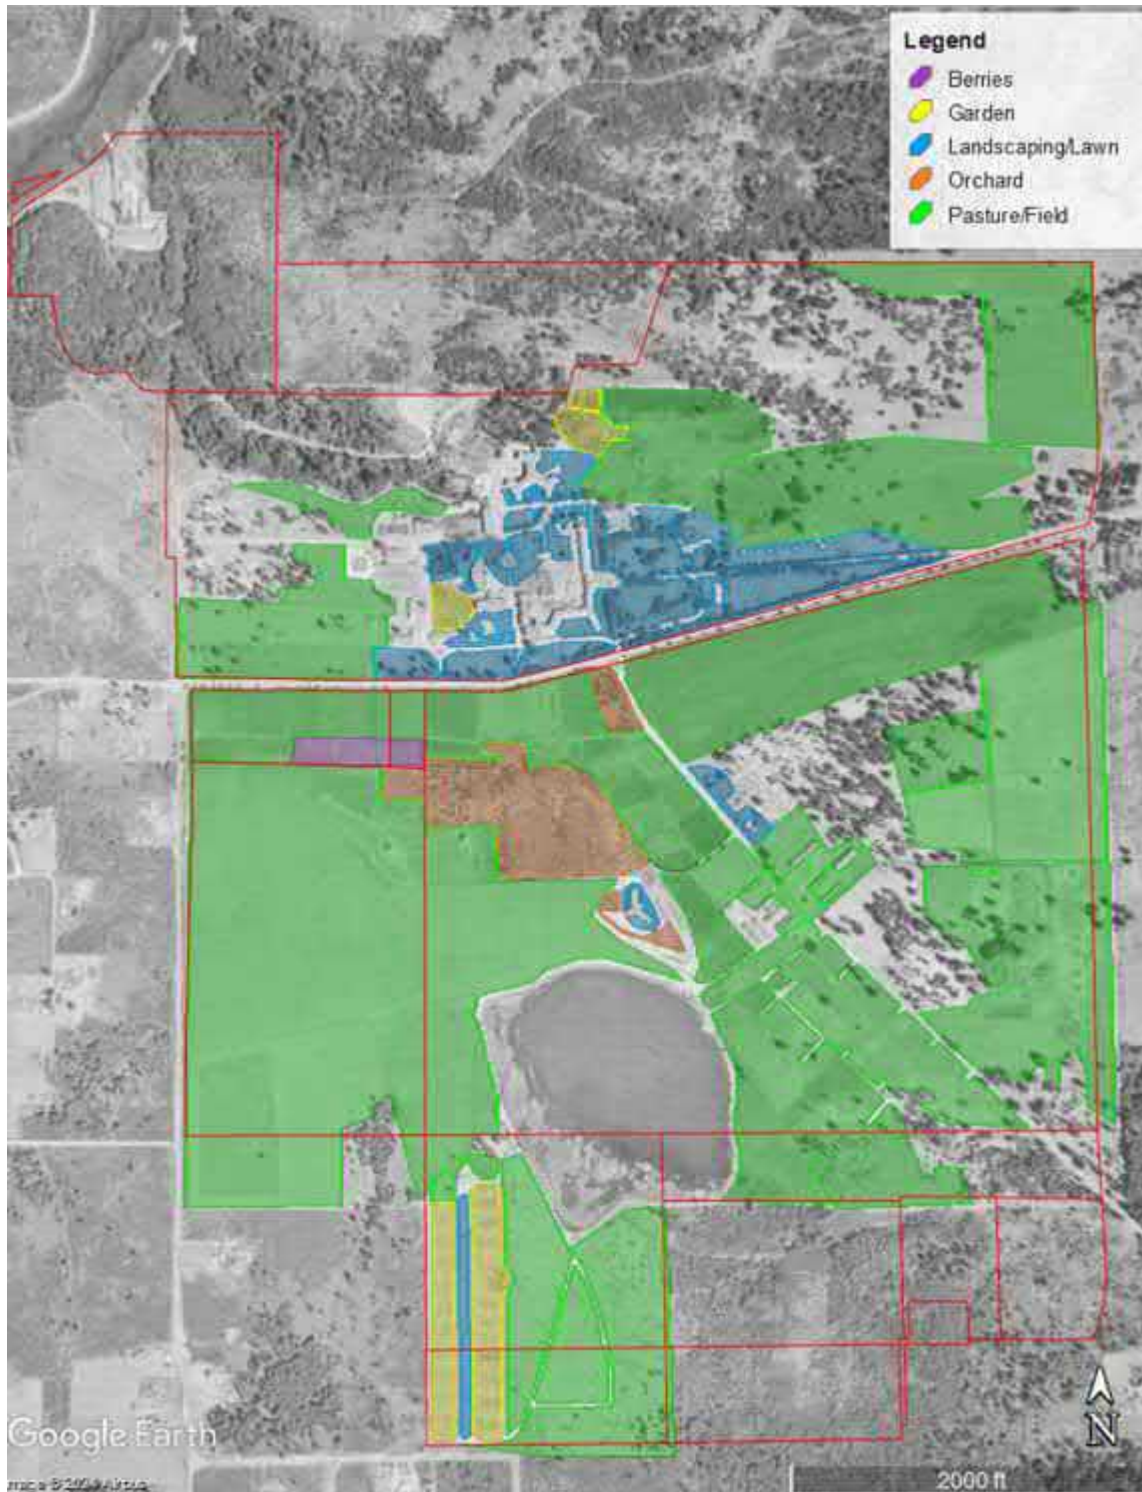 Legend
Berries
Garden
Landscaping/Lawn
Orchard
Pasture/Field
N
Google Earth
2000 ft